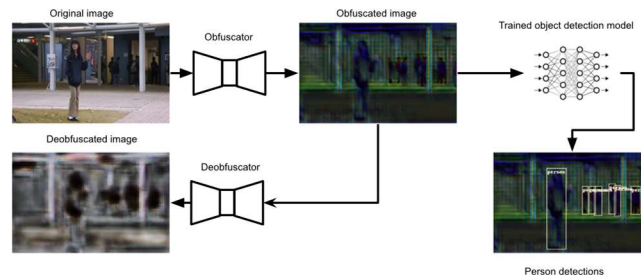 Original image
Obfuscated image
Trained object detection model
Obfuscator
Deobfuscated image
Deobfuscator
person
Person detections